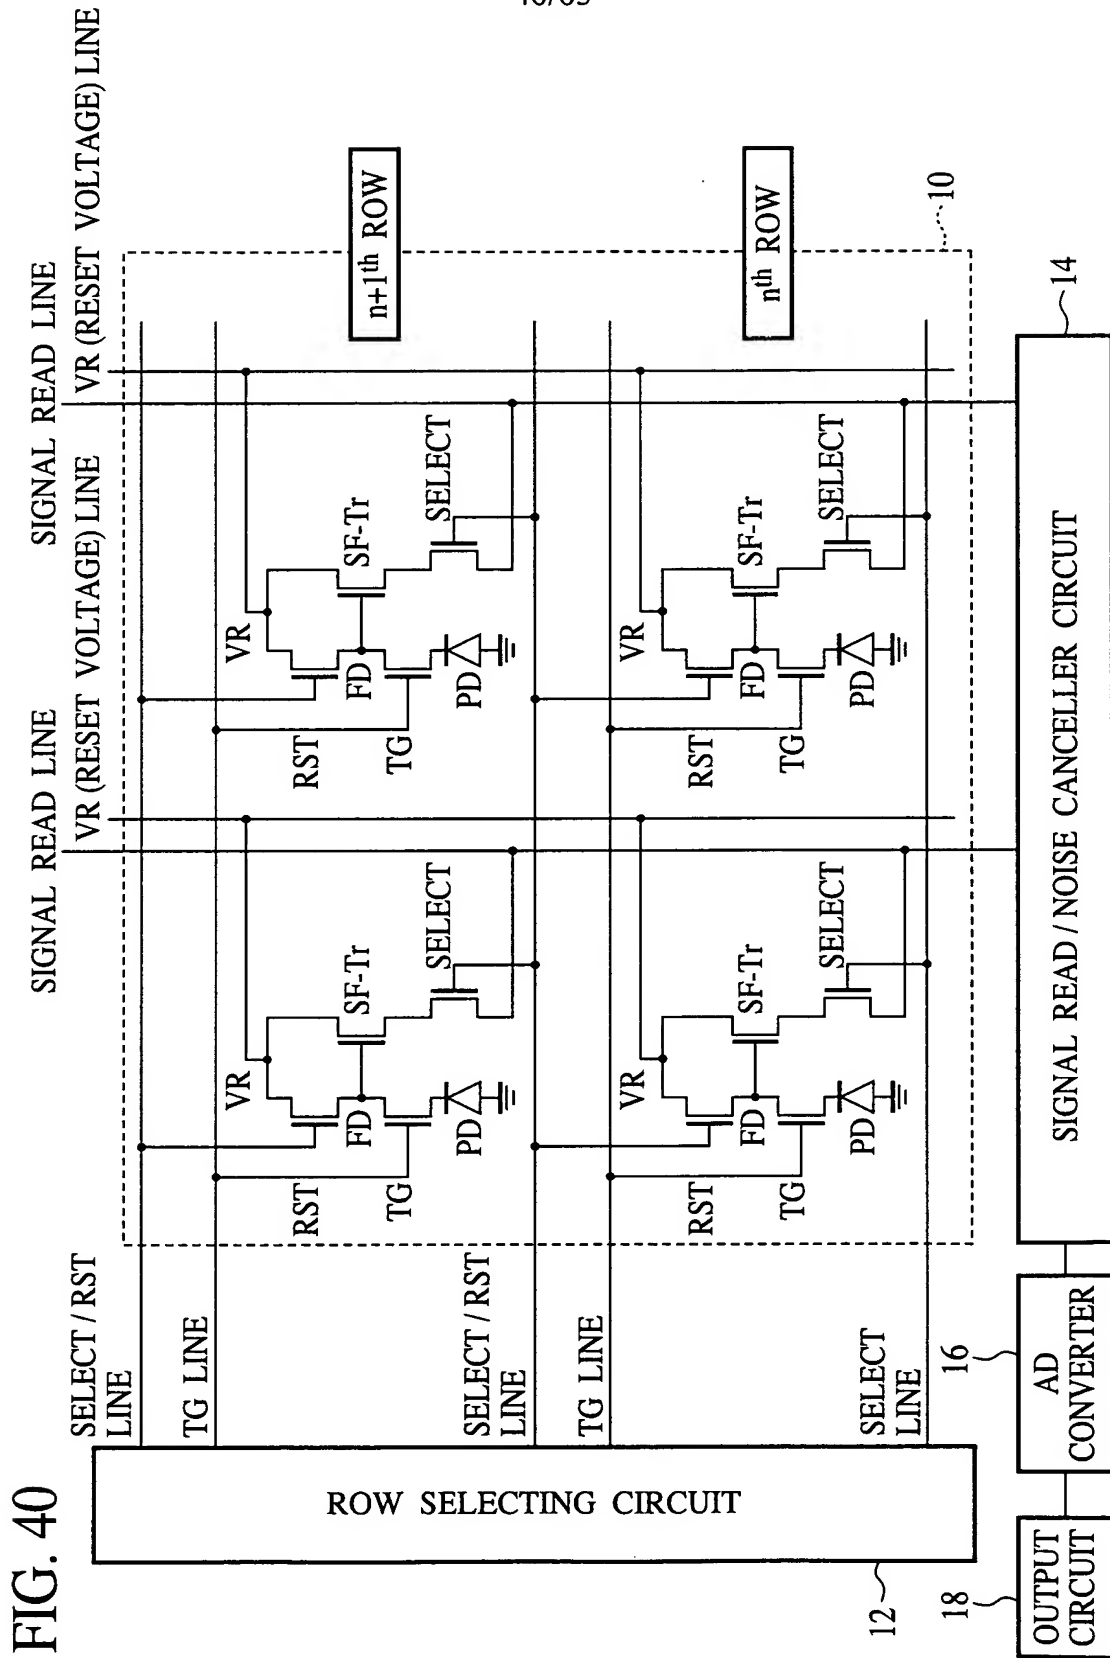 46/65
FIG. 40
SIGNAL READ LINE
VR (RESET VOLTAGE) LINE
SIGNAL READ LINE
VR (RESET VOLTAGE) LINE
SELECT / RST
LINE
TG LINE
SELECT / RST
LINE
TG LINE
SELECT
LINE
ROW SELECTING CIRCUIT
12
VR
RST
FD
TG
PD
SF-Tr
SELECT
VR
RST
FD
TG
PD
SF-Tr
SELECT
n+1th ROW
VR
RST
FD
TG
PD
SF-Tr
SELECT
VR
RST
FD
TG
PD
SF-Tr
SELECT
nth ROW
10
14
SIGNAL READ / NOISE CANCELLER CIRCUIT
16
AD
CONVERTER
18
OUTPUT
CIRCUIT